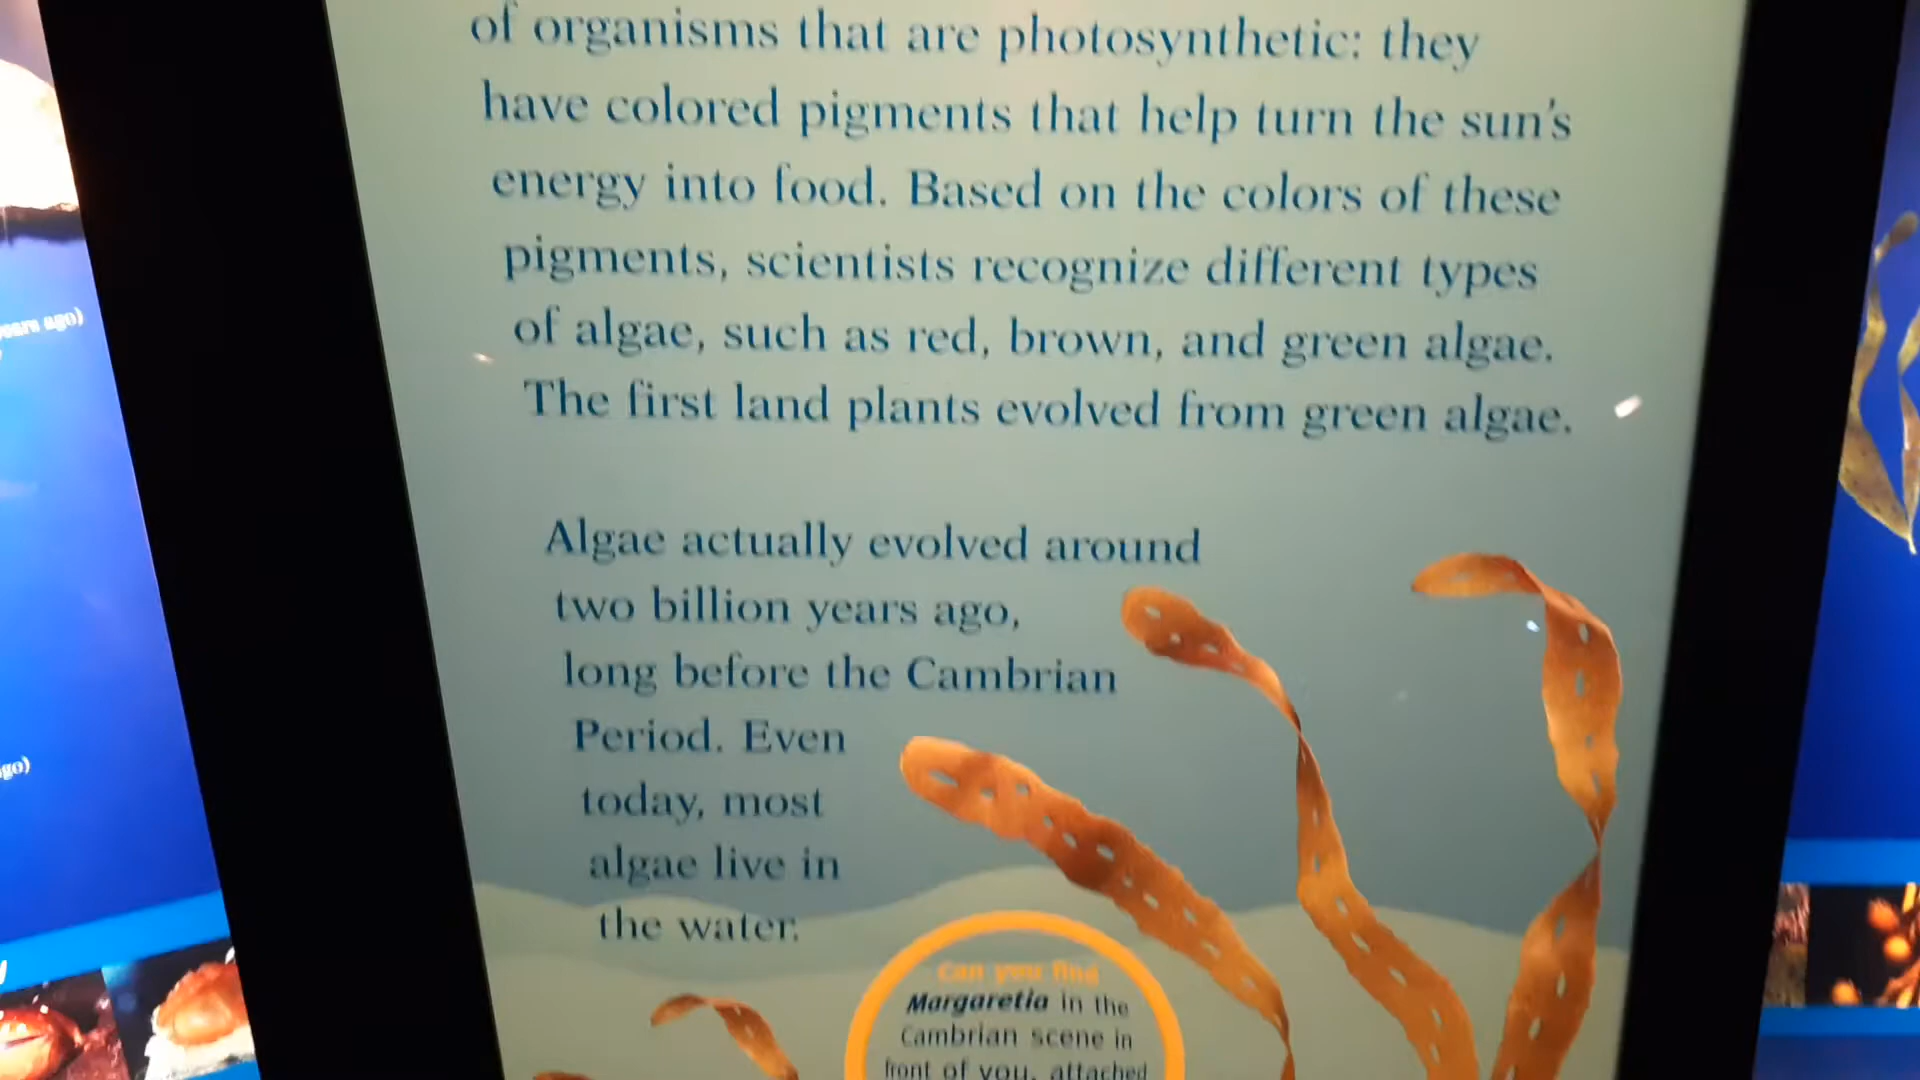 of organisms that are photosynthetic: they
have colored pigments that help turn the sun's
energy into food. Based on the colors of these
pigments, scientists recognize different types
of algae, such as red, brown, and green algae.
The first land plants evolved from green algae.
Algae actually evolved around
two billion years ago,
long before the Cambrian
Period. Even
today, most
algae live in
the water.
Can you find
Margaretia in the
Cambrian scene in
front of you, attached
years ago)
ago)